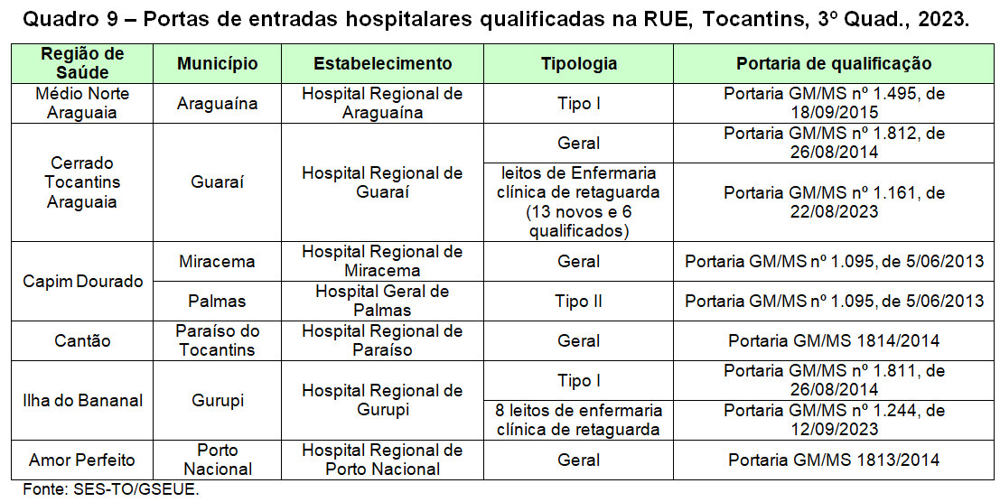 Quadro 9 – Portas de entradas hospitalares qualificadas na RUE, Tocantins, 3º Quad., 2023.
Região de
Saúde
Município
Estabelecimento
Tipologia
Portaria de qualificação
Médio Norte
Araguaia
Araguaína
Hospital Regional de
Araguaína
Tipo I
Portaria GM/MS nº 1.495, de
18/09/2015
Cerrado
Tocantins
Araguaia
Guaraí
Hospital Regional de
Guaraí
Geral
Portaria GM/MS nº 1.812, de
26/08/2014
leitos de Enfermaria
clínica de retaguarda
(13 novos e 6
qualificados)
Portaria GM/MS nº 1.161, de
22/08/2023
Capim Dourado
Miracema
Hospital Regional de
Miracema
Geral
Portaria GM/MS nº 1.095, de 5/06/2013
Palmas
Hospital Geral de
Palmas
Tipo II
Portaria GM/MS nº 1.095, de 5/06/2013
Cantão
Paraíso do
Tocantins
Hospital Regional de
Paraíso
Geral
Portaria GM/MS 1814/2014
Ilha do Bananal
Gurupi
Hospital Regional de
Gurupi
Tipo I
Portaria GM/MS nº 1.811, de
26/08/2014
8 leitos de enfermaria
clínica de retaguarda
Portaria GM/MS nº 1.244, de
12/09/2023
Amor Perfeito
Porto
Nacional
Hospital Regional de
Porto Nacional
Geral
Portaria GM/MS 1813/2014
Fonte: SES-TO/GSEUE.